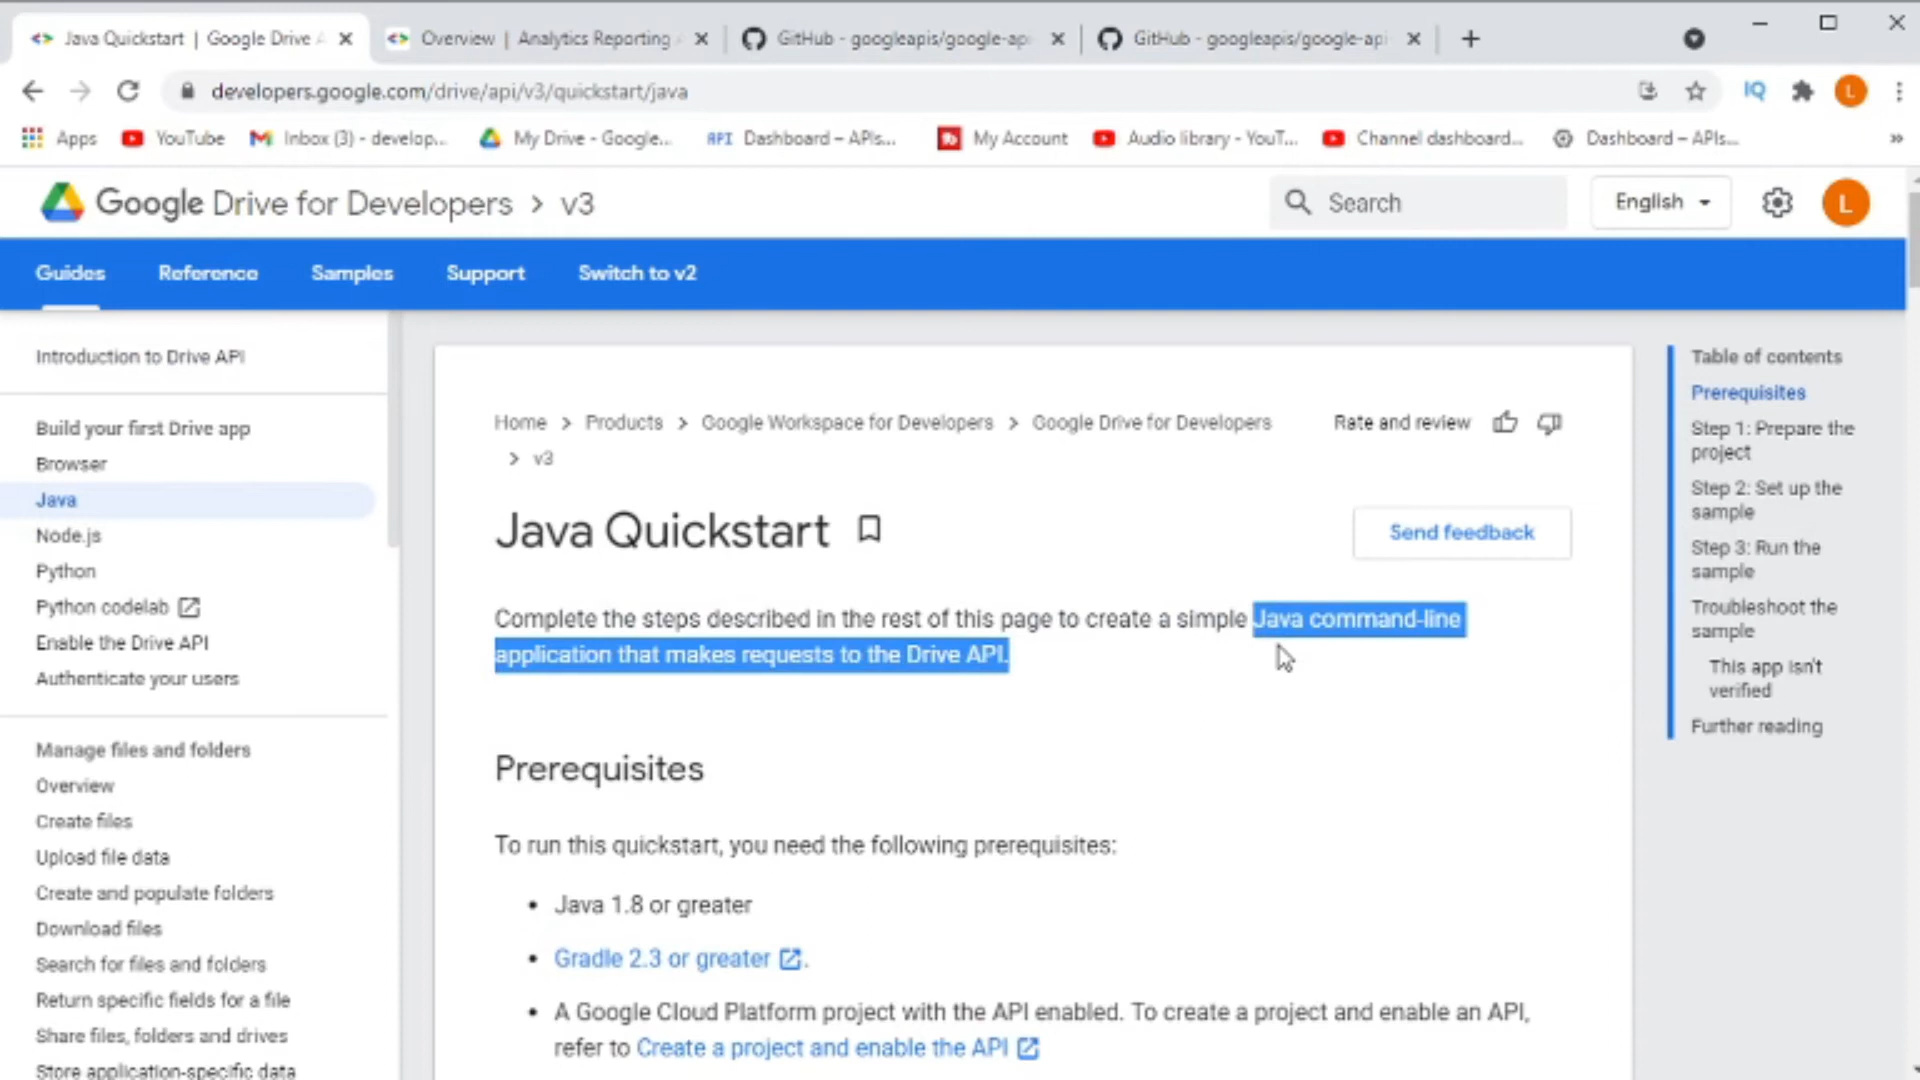 Java Quickstart | Google Drive A
Overview | Analytics Reporting
GitHub - googleapis/google-api
GitHub - googleapis/google-api
developers.google.com/drive/api/v3/quickstart/java
IQ
L
Apps
YouTube
Inbox (3) - develop...
My Drive - Google...
API Dashboard – APIs...
My Account
Audio library - YouT...
Channel dashboard...
Dashboard – APIs...
»
Google Drive for Developers > v3
Search
English
L
Guides
Reference
Samples
Support
Switch to v2
Introduction to Drive API
Build your first Drive app
Browser
Java
Node.js
Python
Python codelab
Enable the Drive API
Authenticate your users
Manage files and folders
Overview
Create files
Upload file data
Create and populate folders
Download files
Search for files and folders
Return specific fields for a file
Share files, folders and drives
Store application-specific data
Home > Products > Google Workspace for Developers > Google Drive for Developers
> v3
Rate and review
Java Quickstart
Send feedback
Complete the steps described in the rest of this page to create a simple Java command-line
application that makes requests to the Drive API.
Prerequisites
To run this quickstart, you need the following prerequisites:
• Java 1.8 or greater
• Gradle 2.3 or greater .
• A Google Cloud Platform project with the API enabled. To create a project and enable an API,
refer to Create a project and enable the API
Table of contents
Prerequisites
Step 1: Prepare the
project
Step 2: Set up the
sample
Step 3: Run the
sample
Troubleshoot the
sample
This app isn't
verified
Further reading